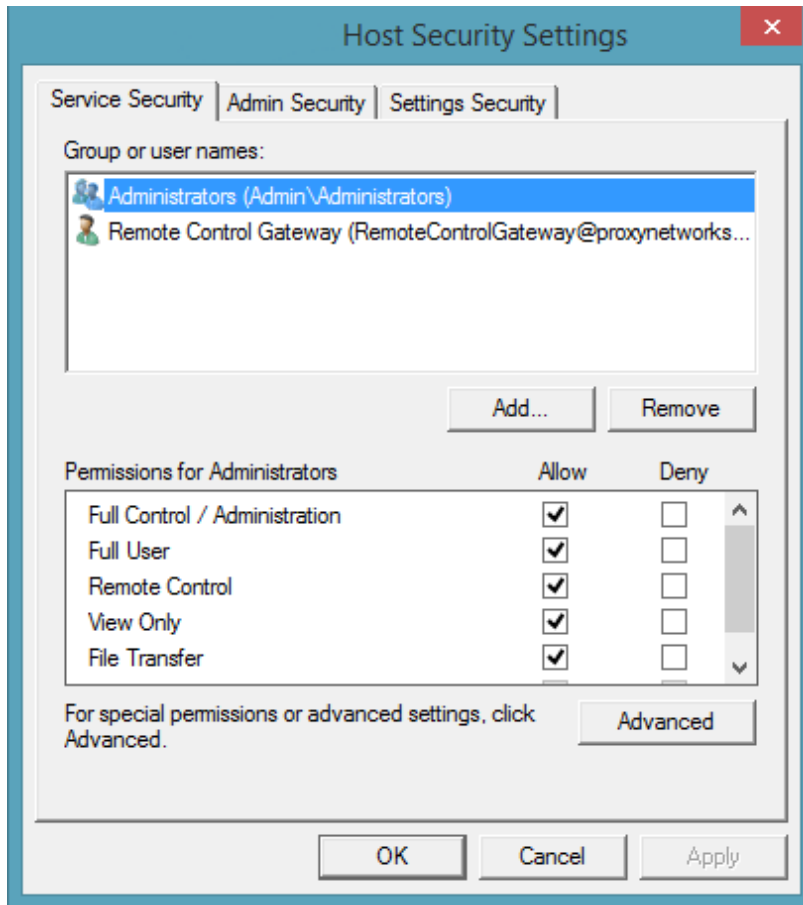 Host Security Settings
Service Security Admin Security Settings Security
Group or user names:
Administrators (Admin\Administrators)
Remote Control Gateway (RemoteControlGateway@proxynetworks...
Add... Remove
Permissions for Administrators Allow Deny
Full Control / Administration
Full User
Remote Control
View Only
File Transfer
For special permissions or advanced settings, click
Advanced.
Advanced
OK Cancel Apply